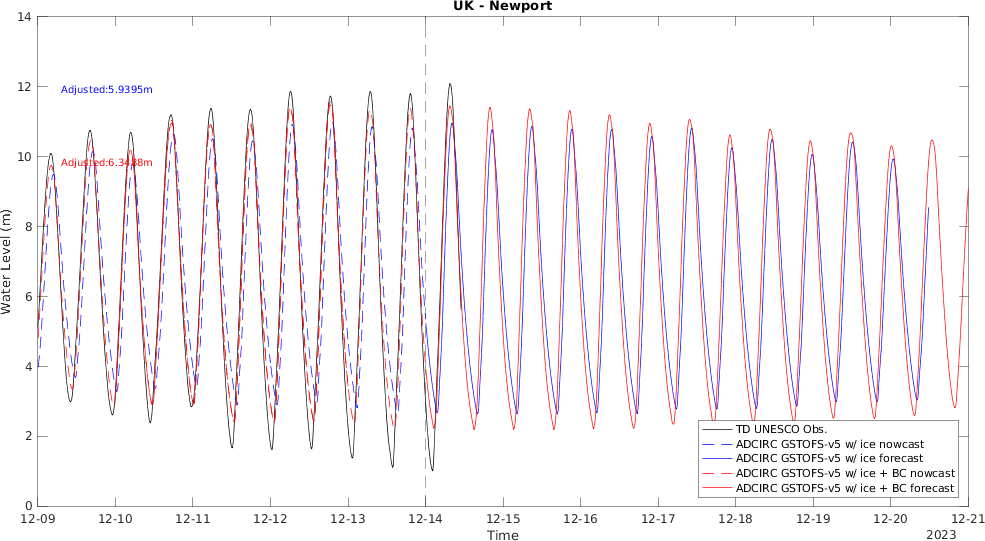 UK - Newport
14
12
10
8
6
4
2
0
Water Level (m)
Adjusted:5.9395m
Adjusted:6.3488m
TD UNESCO Obs.
ADCIRC GSTOFS-v5 w/ ice nowcast
ADCIRC GSTOFS-v5 w/ ice forecast
ADCIRC GSTOFS-v5 w/ ice + BC nowcast
ADCIRC GSTOFS-v5 w/ ice + BC forecast
12-09 12-10 12-11 12-12 12-13 12-14 12-15 12-16 12-17 12-18 12-19 12-20 12-21
Time
2023